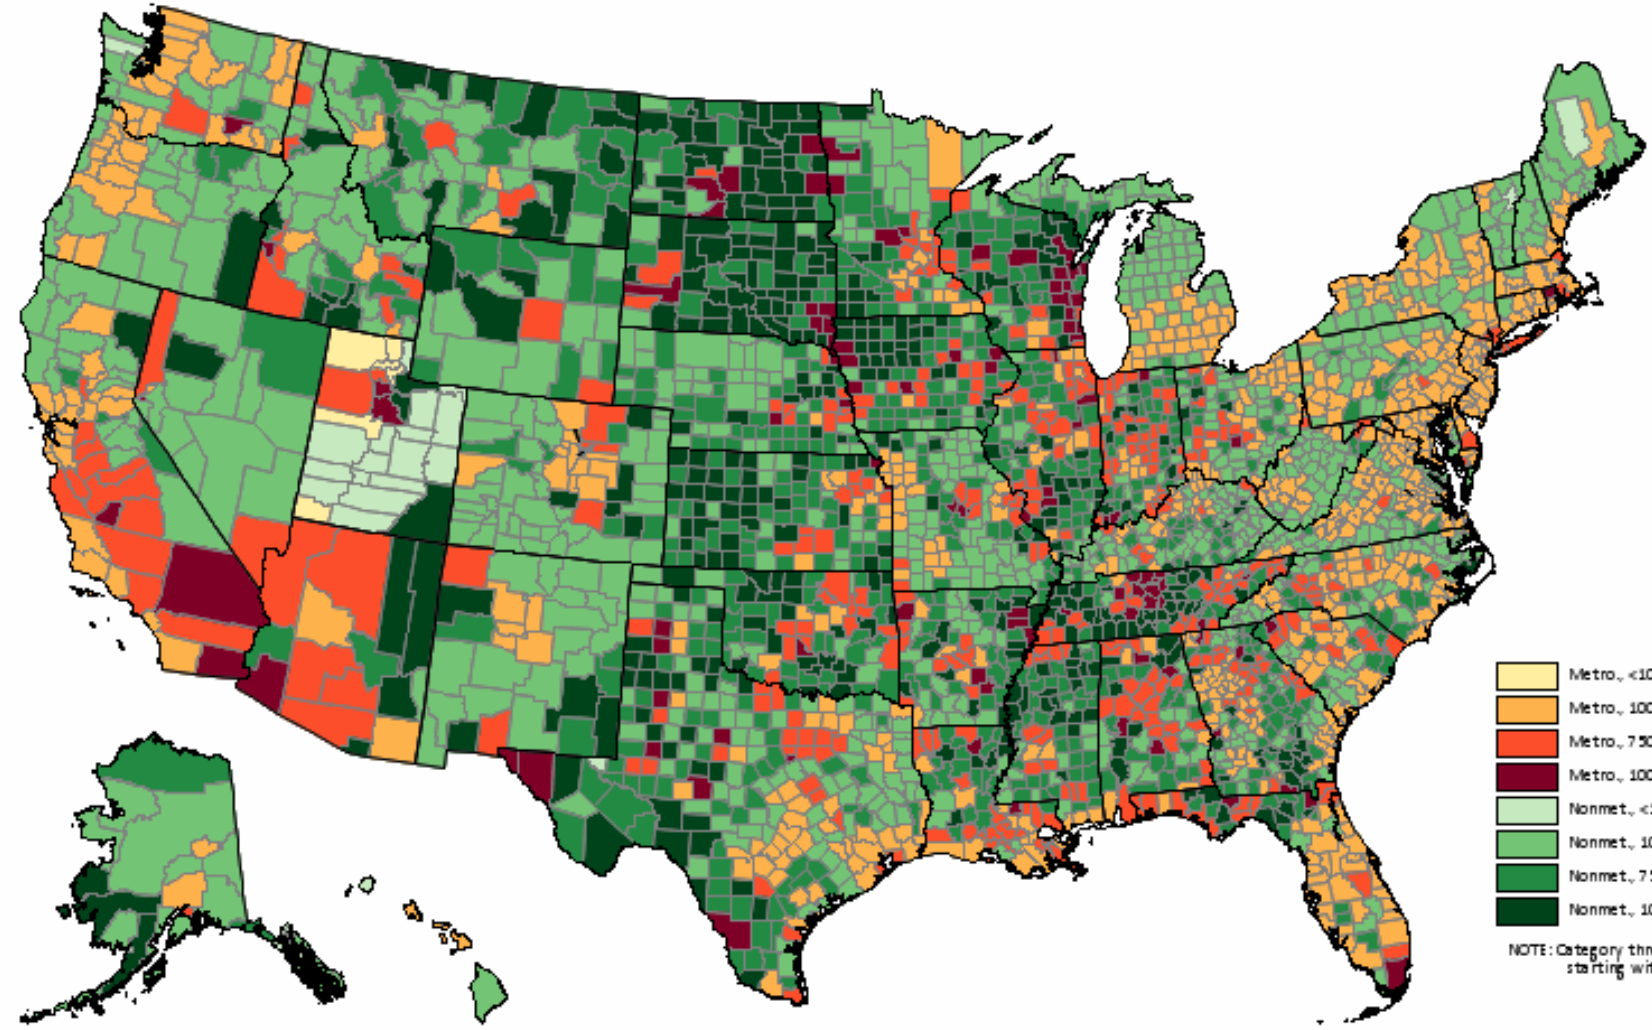 Metro., <10
Metro., 100
Metro., 750
Metro., 100
Nonmet., <
Nonmet., 10
Nonmet., 75
Nonmet., 10
NOTE: Category thr
starting wi